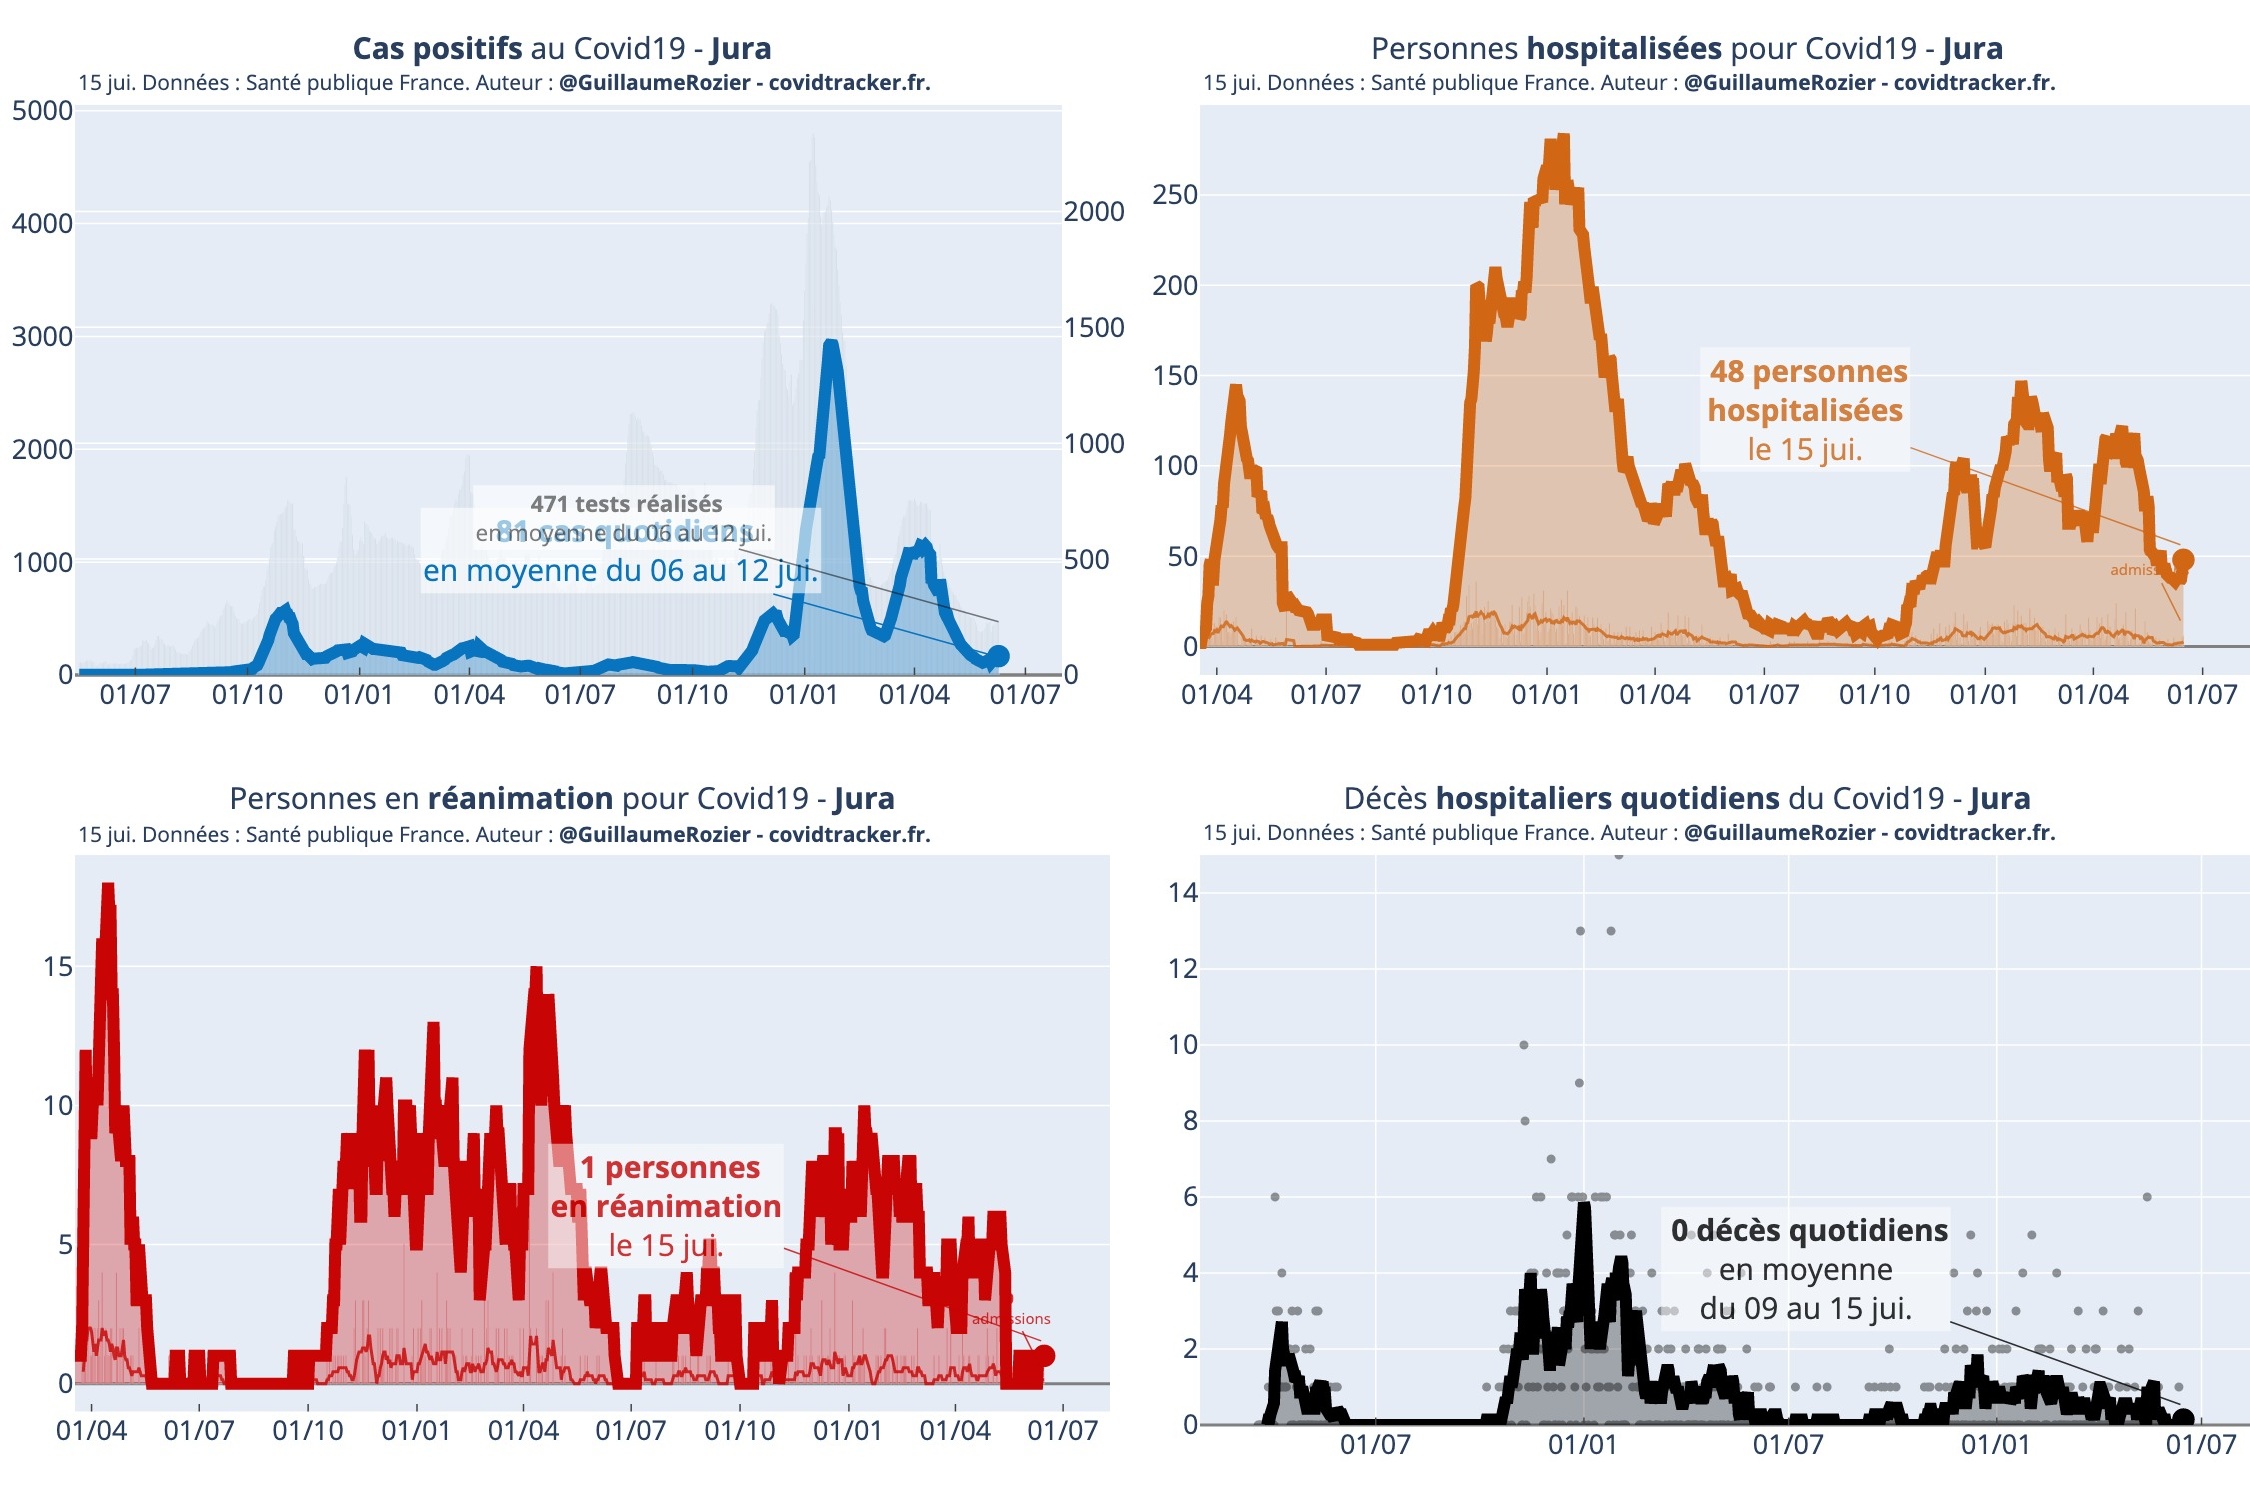 Cas positifs au Covid19 - Jura
15 jui. Données : Santé publique France. Auteur : @GuillaumeRozier - covidtracker.fr.
5000
4000
3000
2000
1000
0
2000
1500
1000
500
0
471 tests réalisés
en moyenne du 06 au 12 jui.
81 cas quotidiens
en moyenne du 06 au 12 jui.
01/07 01/10 01/01 01/04 01/07 01/10 01/01 01/04 01/07
Personnes hospitalisées pour Covid19 - Jura
15 jui. Données : Santé publique France. Auteur : @GuillaumeRozier - covidtracker.fr.
250
200
150
100
50
0
48 personnes
hospitalisées
le 15 jui.
01/04 01/07 01/10 01/01 01/04 01/07 01/10 01/01 01/04 01/07
Personnes en réanimation pour Covid19 - Jura
15 jui. Données : Santé publique France. Auteur : @GuillaumeRozier - covidtracker.fr.
15
10
5
0
1 personnes
en réanimation
le 15 jui.
admissions
01/04 01/07 01/10 01/01 01/04 01/07 01/10 01/01 01/04 01/07
Décès hospitaliers quotidiens du Covid19 - Jura
15 jui. Données : Santé publique France. Auteur : @GuillaumeRozier - covidtracker.fr.
14
12
10
8
6
4
2
0
0 décès quotidiens
en moyenne
du 09 au 15 jui.
01/07 01/01 01/07 01/01 01/07